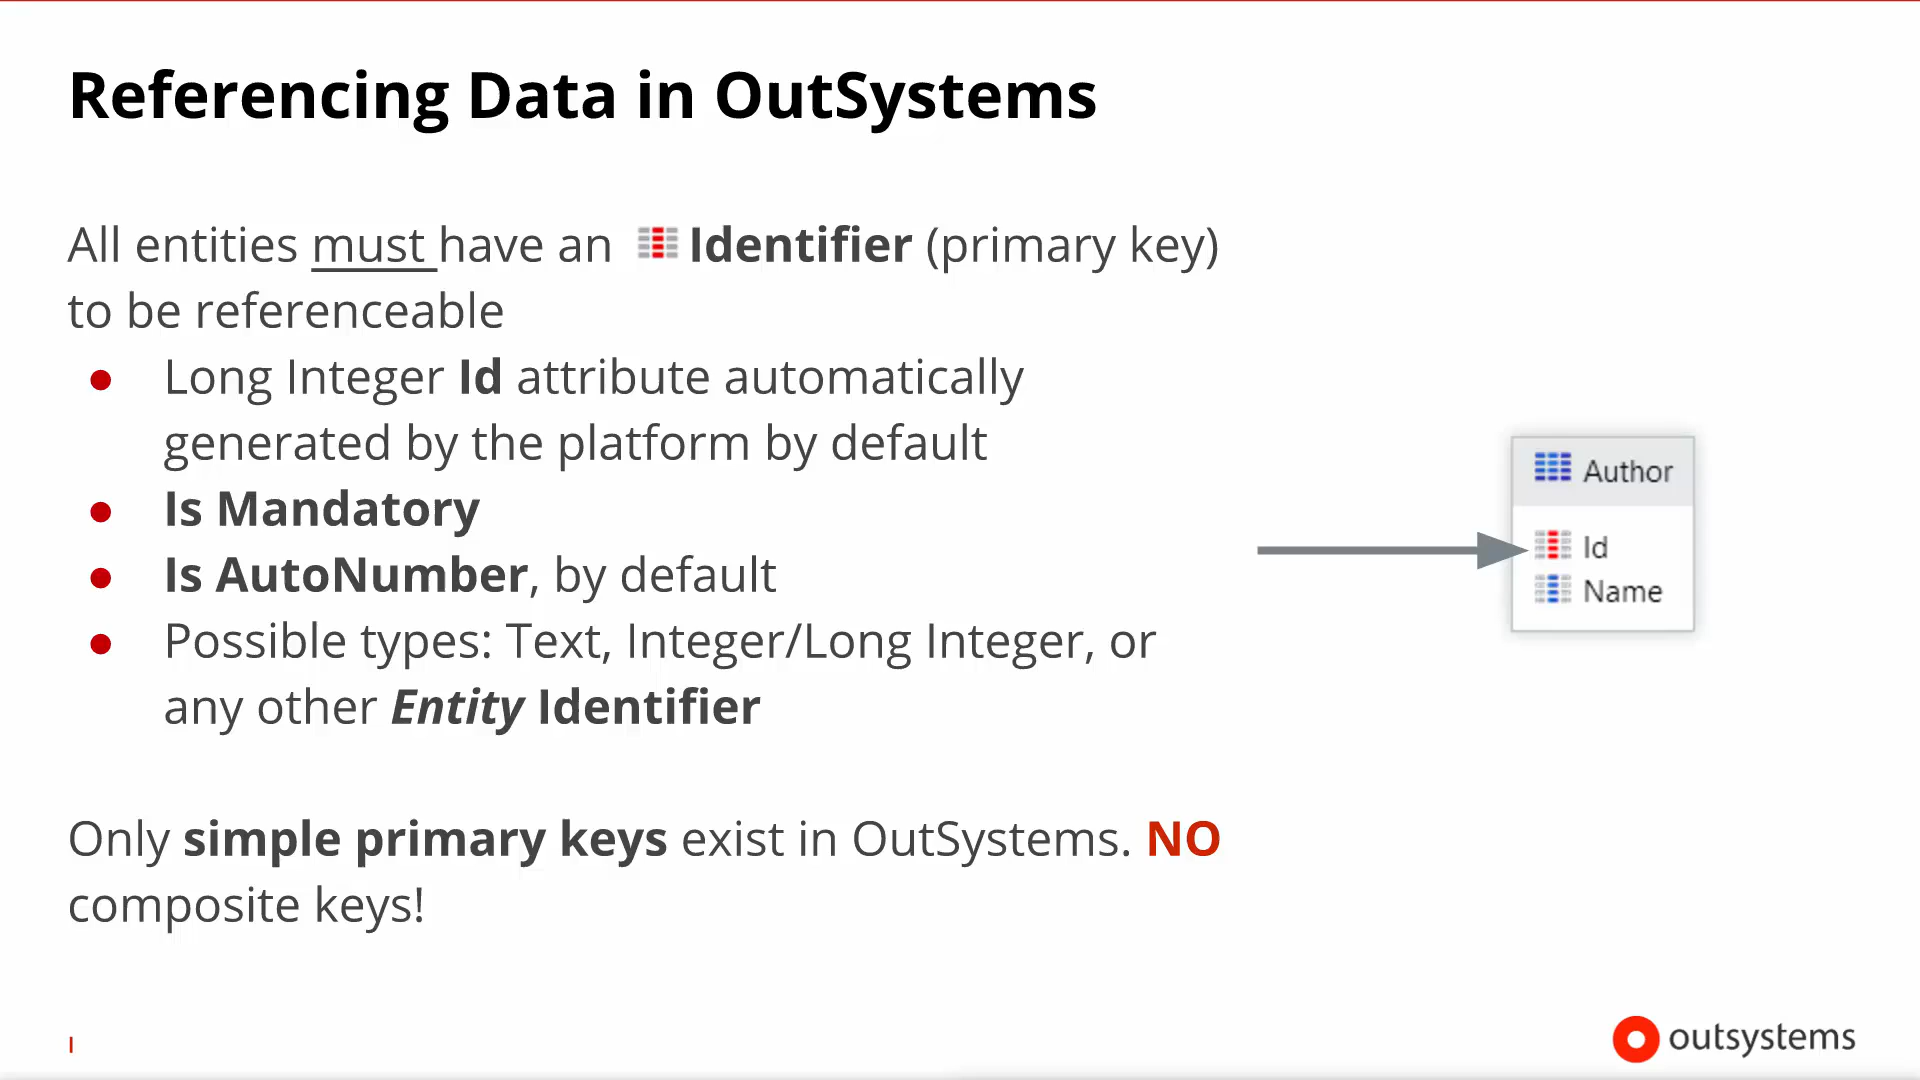 Referencing Data in OutSystems
All entities must have an Identifier (primary key)
to be referenceable
● Long Integer Id attribute automatically
generated by the platform by default
● Is Mandatory
● Is AutoNumber, by default
● Possible types: Text, Integer/Long Integer, or
any other Entity Identifier
Only simple primary keys exist in OutSystems. NO
composite keys!
Author
Id
Name
I
outsystems